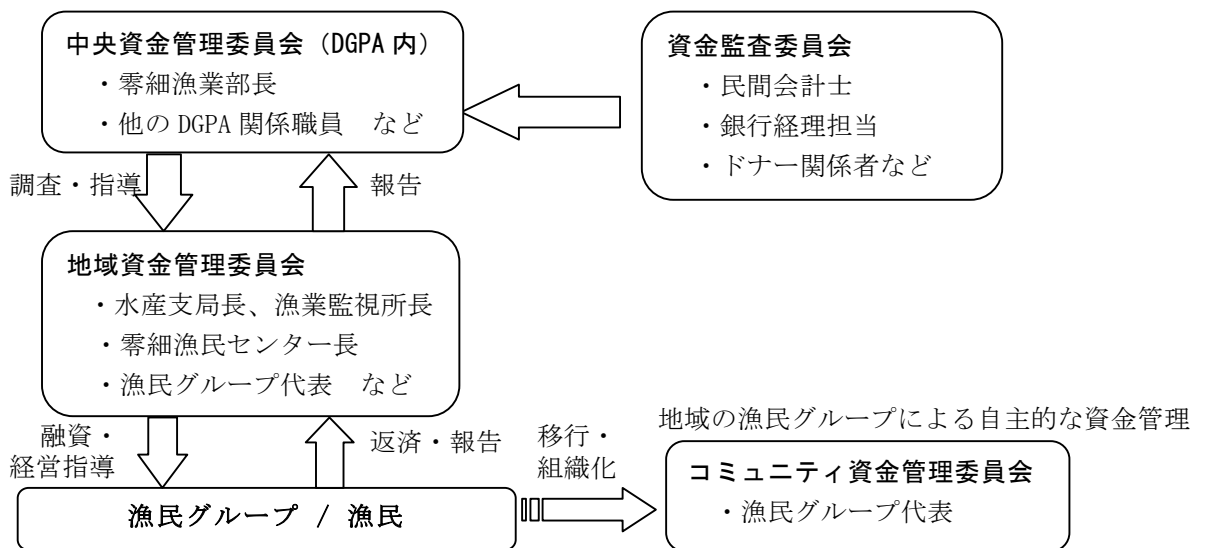 中央資金管理委員会（DGPA内）
・零細漁業部長
・他の DGPA 関係職員　など
資金監査委員会
・民間会計士
・銀行経理担当
・ドナー関係者など
調査・指導
報告
地域資金管理委員会
・水産支局長、漁業監視所長
・零細漁民センター長
・漁民グループ代表　など
融資・
経営指導
返済・報告
移行・
組織化
地域の漁民グループによる自主的な資金管理
コミュニティ資金管理委員会
・漁民グループ代表
漁民グループ / 漁民